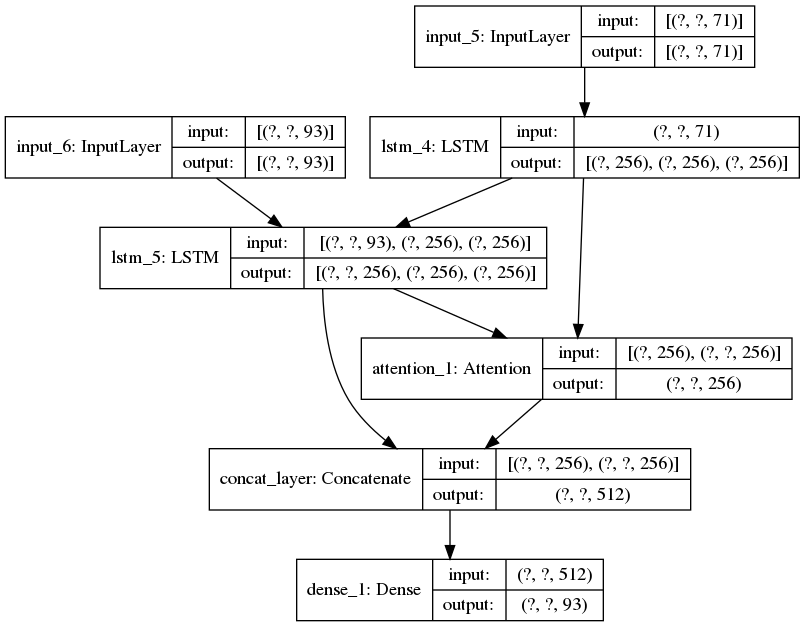 input_5: InputLayer
input:
[(?, ?, 71)]
output:
[(?, ?, 71)]
input_6: InputLayer
input:
[(?, ?, 93)]
output:
[(?, ?, 93)]
lstm_4: LSTM
input:
(?, ?, 71)
output:
[(?, 256), (?, 256), (?, 256)]
lstm_5: LSTM
input:
[(?, ?, 93), (?, 256), (?, 256)]
output:
[(?, ?, 256), (?, 256), (?, 256)]
attention_1: Attention
input:
[(?, 256), (?, ?, 256)]
output:
(?, ?, 256)
concat_layer: Concatenate
input:
[(?, ?, 256), (?, ?, 256)]
output:
(?, ?, 512)
dense_1: Dense
input:
(?, ?, 512)
output:
(?, ?, 93)